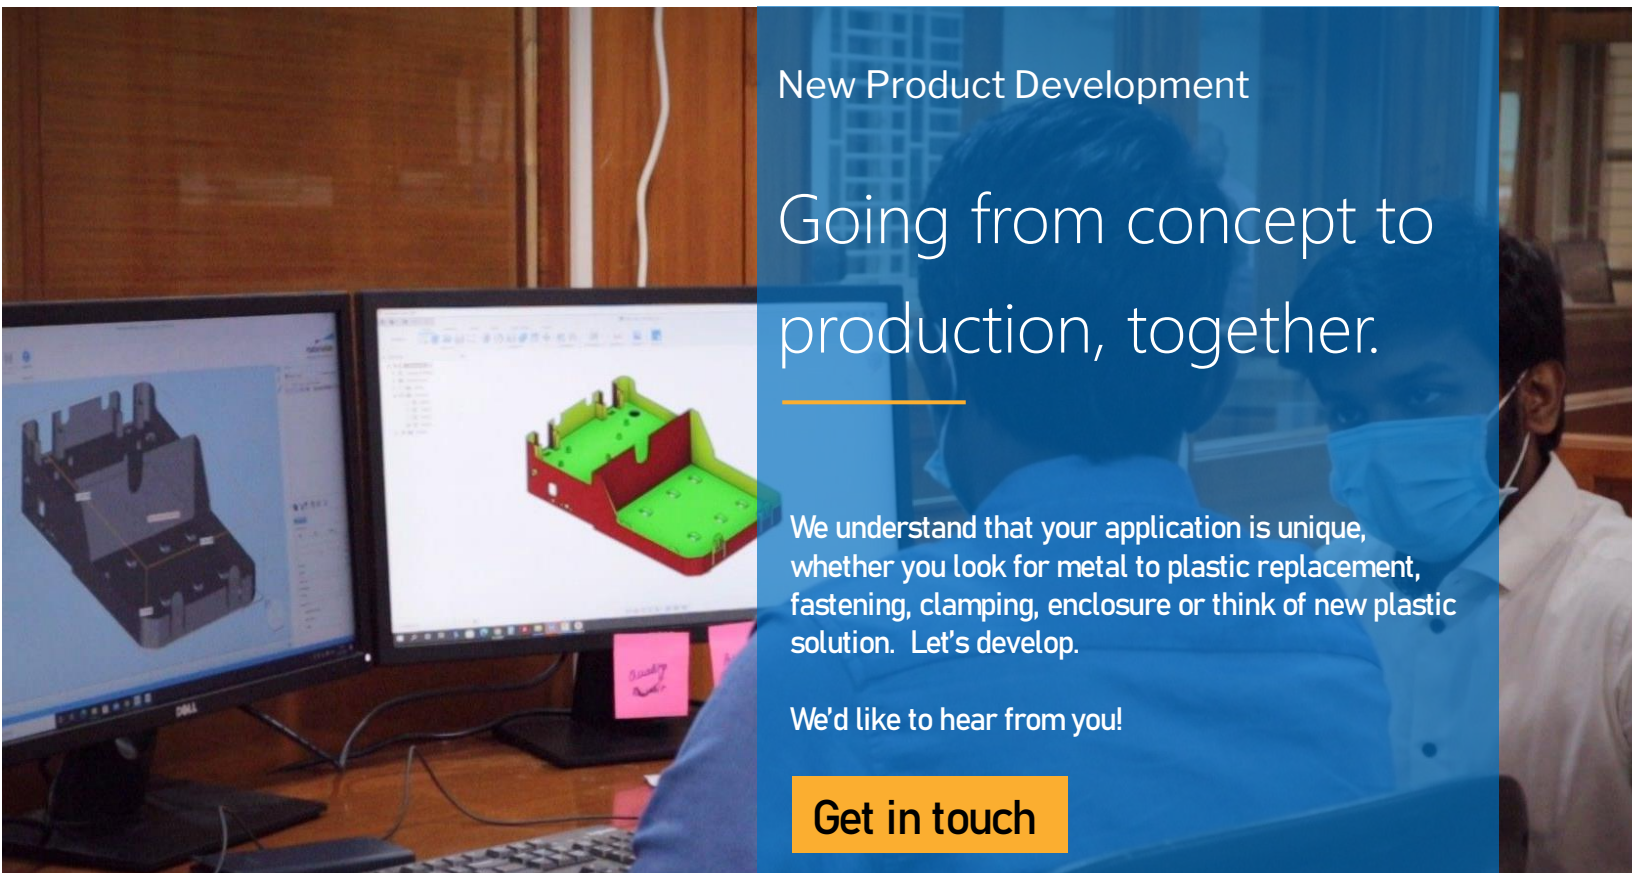 New Product Development
Going from concept to
production, together.
We understand that your application is unique,
whether you look for metal to plastic replacement,
fastening, clamping, enclosure or think of new plastic
solution.  Let's develop.
We'd like to hear from you!
Get in touch
DELL